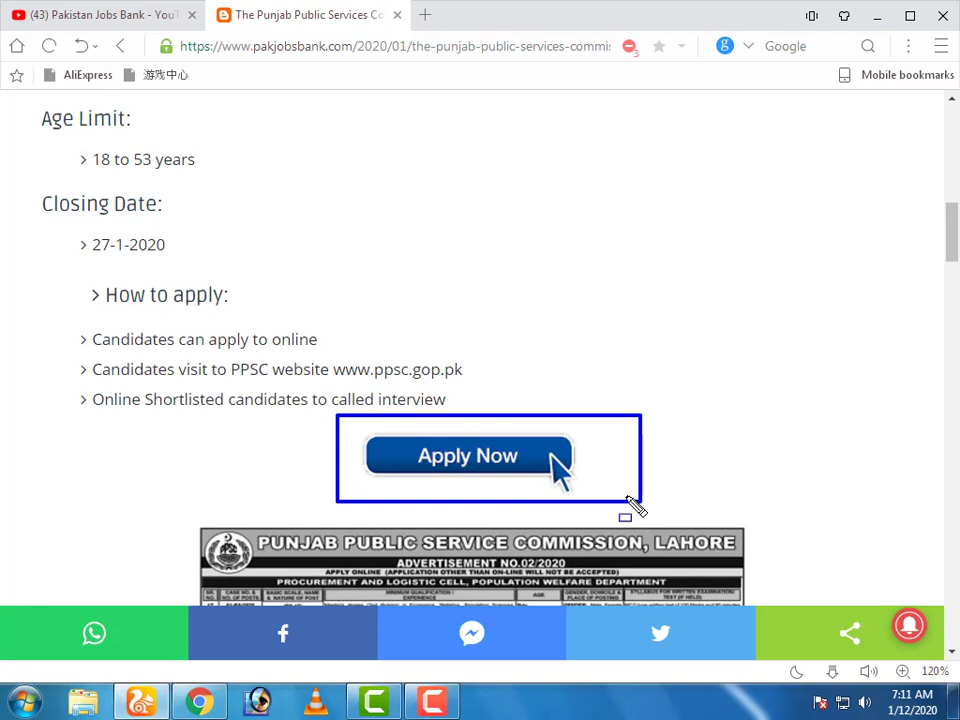 (43) Pakistan Jobs Bank - YouT
The Punjab Public Services Co
https://www.pakjobsbank.com/2020/01/the-punjab-public-services-commis
3
g
Google
AliExpress
游戏中心
Mobile bookmarks
Age Limit:
18 to 53 years
Closing Date:
27-1-2020
How to apply:
Candidates can apply to online
Candidates visit to PPSC website www.ppsc.gop.pk
Online Shortlisted candidates to called interview
Apply Now
PUNJAB PUBLIC SERVICE COMMISSION, LAHORE
ADVERTISEMENT NO.02/2020
APPLY ONLINE (APPLICATION OTHER THAN ON-LINE WILL NOT BE ACCEPTED)
PROCUREMENT AND LOGISTIC CELL, POPULATION WELFARE DEPARTMENT
120%
7:11 AM
1/12/2020